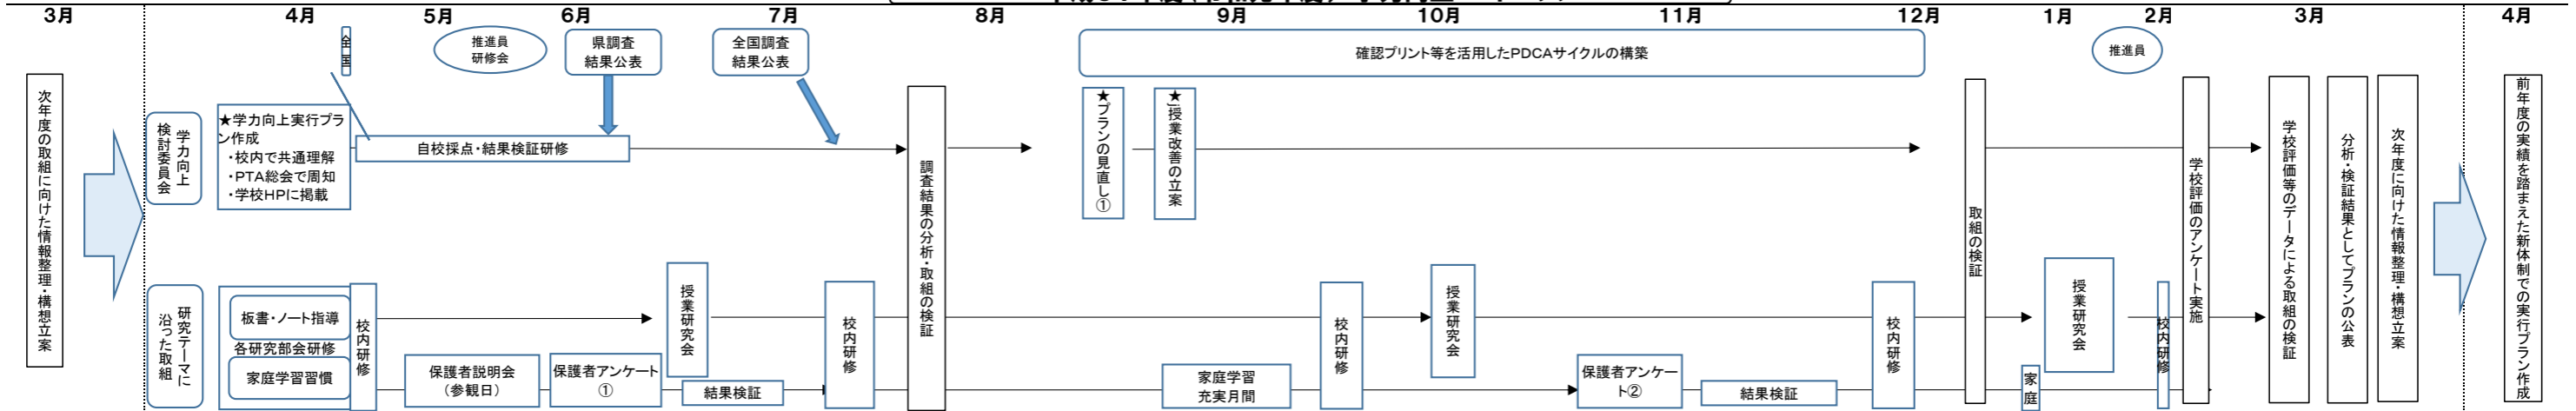 3月
4月
5月
6月
7月
8月
9月
10月
11月
12月
1月
2月
3月
4月
全国
推進員
研修会
県調査
結果公表
全国調査
結果公表
確認プリント等を活用したPDCAサイクルの構築
推進員
次年度の取組に向けた情報整理・構想立案
学力向上
検討委員会
★学力向上実行プラ
ン作成
・校内で共通理解
・PTA総会で周知
・学校HPに掲載
自校採点・結果検証研修
調査結果の分析・取組の検証
★プランの見直し①
★授業改善の立案
取組の検証
学校評価のアンケート実施
学校評価等のデータによる取組の検証
分析・検証結果としてプランの公表
次年度に向けた情報整理・構想立案
前年度の実績を踏まえた新体制での実行プラン作成
研究テーマに
沿った取組
板書・ノート指導
各研究部会研修
家庭学習習慣
校内研修
保護者説明会
（参観日）
保護者アンケート
①
授業研究会
結果検証
校内研修
家庭学習
充実月間
校内研修
授業研究会
保護者アンケー
ト②
結果検証
校内研修
家庭
授業研究会
校内研修